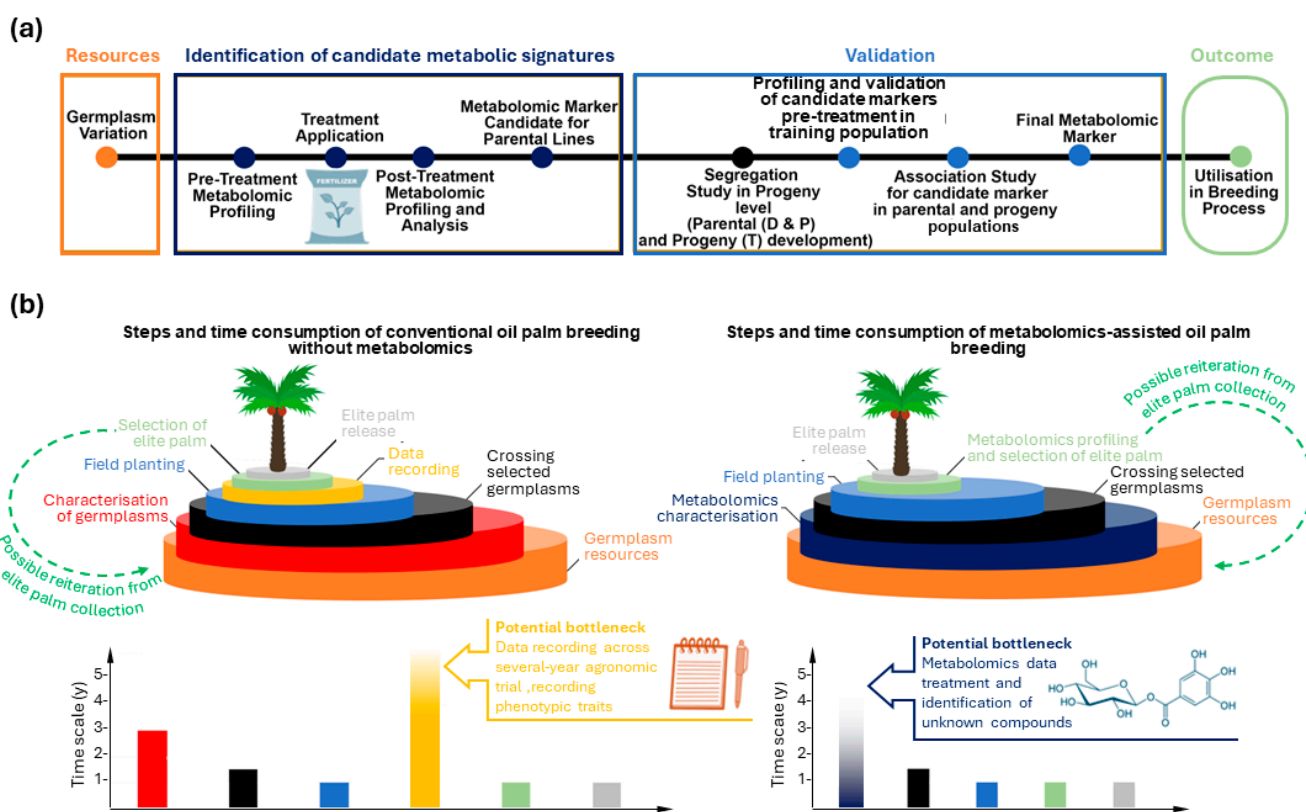 (a)
Resources
Identification of candidate metabolic signatures
Validation
Outcome
Germplasm
Variation
Pre-Treatment
Metabolomic
Profiling
Treatment
Application
FERTILIZER
Post-Treatment
Metabolomic
Profiling and
Analysis
Metabolomic Marker
Candidate for
Parental Lines
Segregation
Study in Progeny
level
(Parental (D & P)
and Progeny (T) development)
Profiling and validation
of candidate markers
pre-treatment in
training population
Association Study
for candidate marker
in parental and progeny
populations
Final Metabolomic
Marker
Utilisation
in Breeding
Process
(b)
Steps and time consumption of conventional oil palm breeding
without metabolomics
Elite palm
release
Selection of
elite palm
Data
recording
Field planting
Crossing
selected
germplasms
Characterisation
of germplasms
Germplasm
resources
Possible reiteration from
elite palm collection
Steps and time consumption of metabolomics-assisted oil palm
breeding
Possible reiteration from
elite palm collection
Elite palm
release
Metabolomics profiling
and selection of elite palm
Field planting
Crossing selected
germplasms
Metabolomics
characterisation
Germplasm
resources
Time scale (y)
5-
4-
3-
2-
1-
Potential bottleneck
Data recording across
several-year agronomic
trial ,recording
phenotypic traits
Time scale (y)
5-
4-
3-
2-
1-
Potential bottleneck
Metabolomics data
treatment and
identification of
unknown compounds
OH
HO
HO
OH
O
O
O
OH
OH
OH